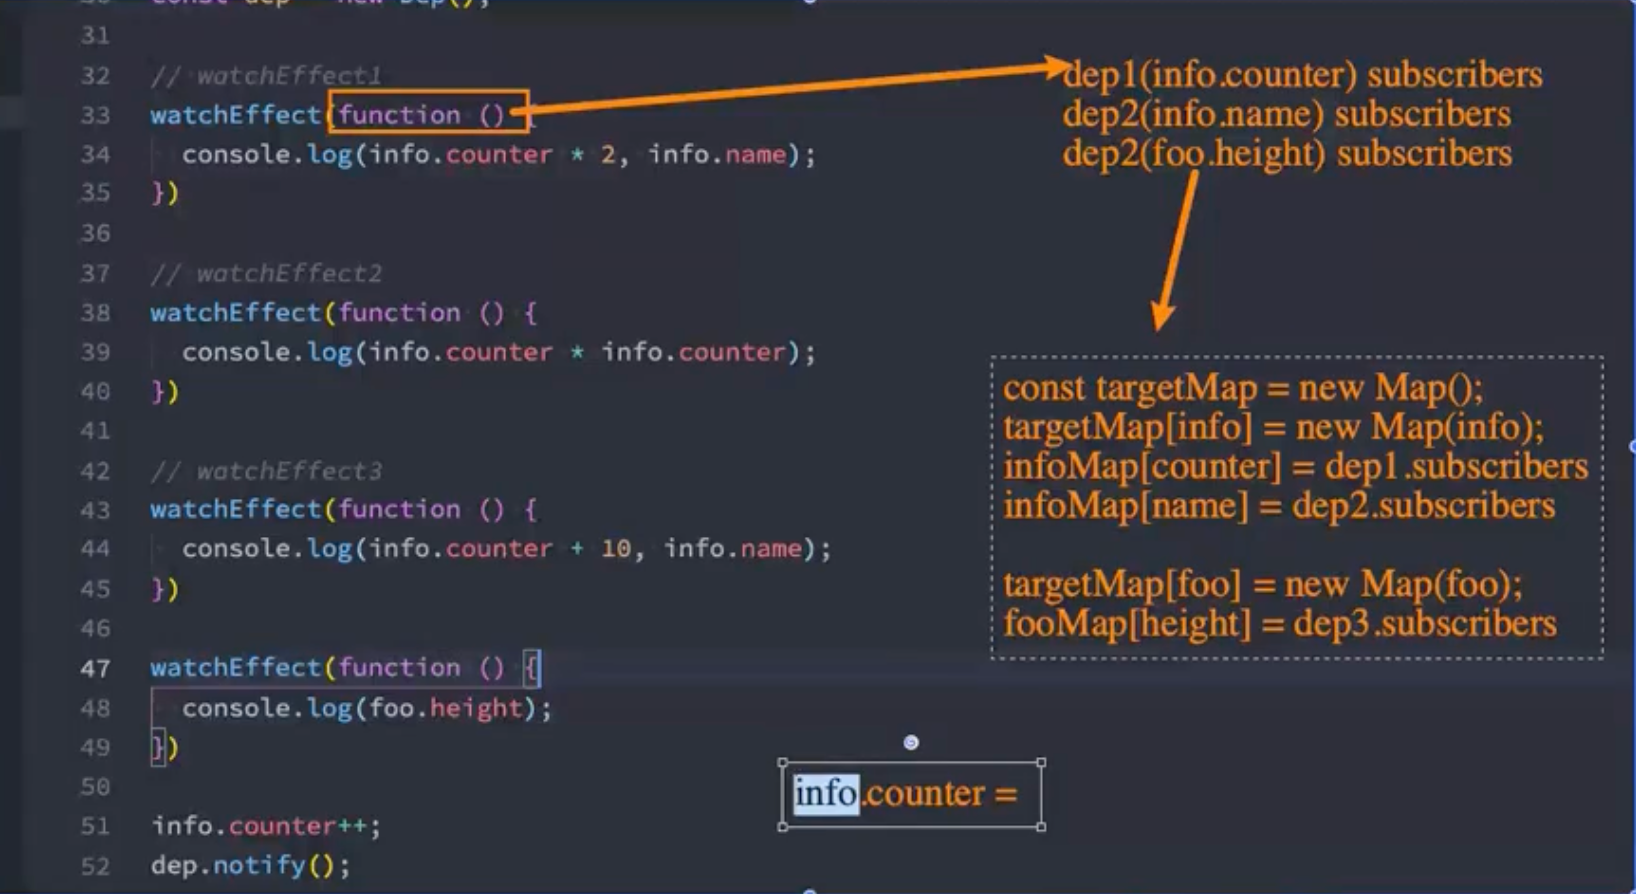 30 const dep = new Dep();
31
32 // watchEffect1
33 watchEffect(function () {
34 console.log(info.counter * 2, info.name);
35 })
36
37 // watchEffect2
38 watchEffect(function () {
39 console.log(info.counter * info.counter);
40 })
41
42 // watchEffect3
43 watchEffect(function () {
44 console.log(info.counter + 10, info.name);
45 })
46
47 watchEffect(function () {
48 console.log(foo.height);
49 })
50
51 info.counter++;
52 dep.notify();
dep1(info.counter) subscribers
dep2(info.name) subscribers
dep2(foo.height) subscribers
const targetMap = new Map();
targetMap[info] = new Map(info);
infoMap[counter] = dep1.subscribers
infoMap[name] = dep2.subscribers
targetMap[foo] = new Map(foo);
fooMap[height] = dep3.subscribers
info.counter =